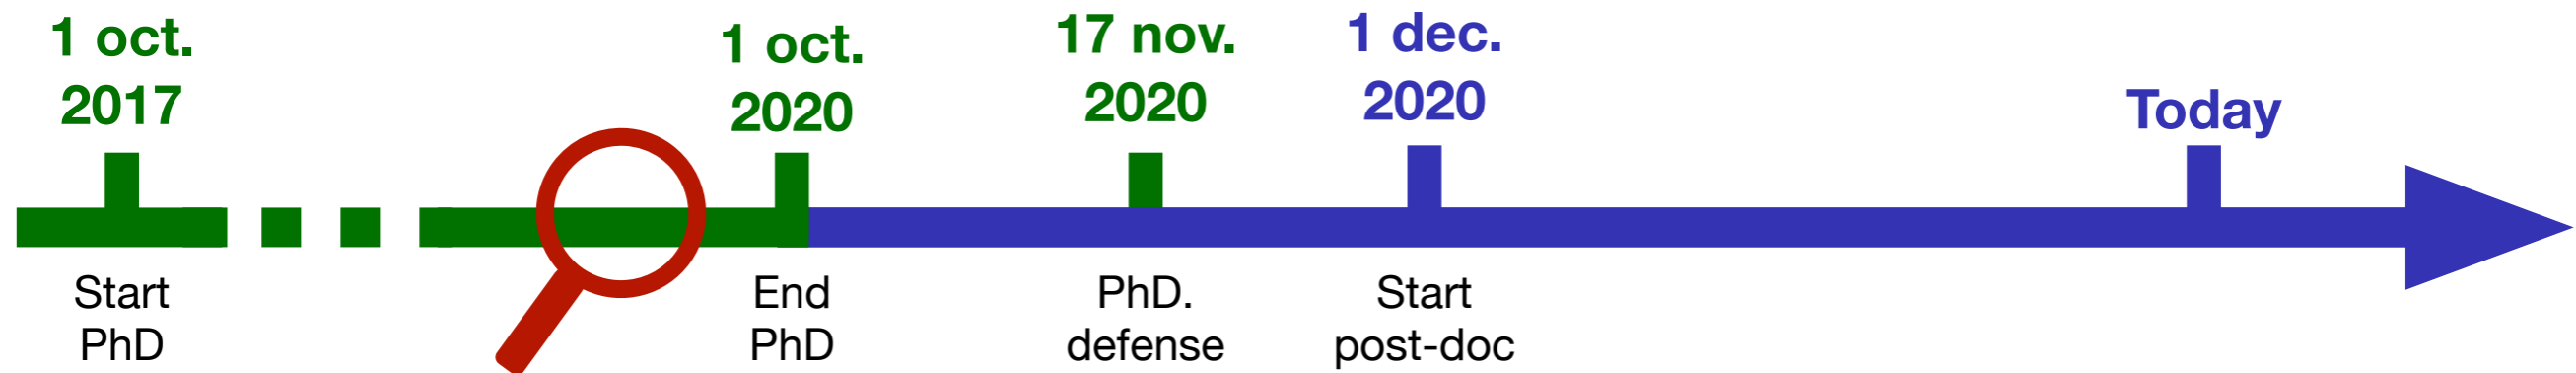 1 oct.
2017
1 oct.
2020
17 nov.
2020
1 dec.
2020
Today
Start
PhD
End
PhD
PhD.
defense
Start
post-doc